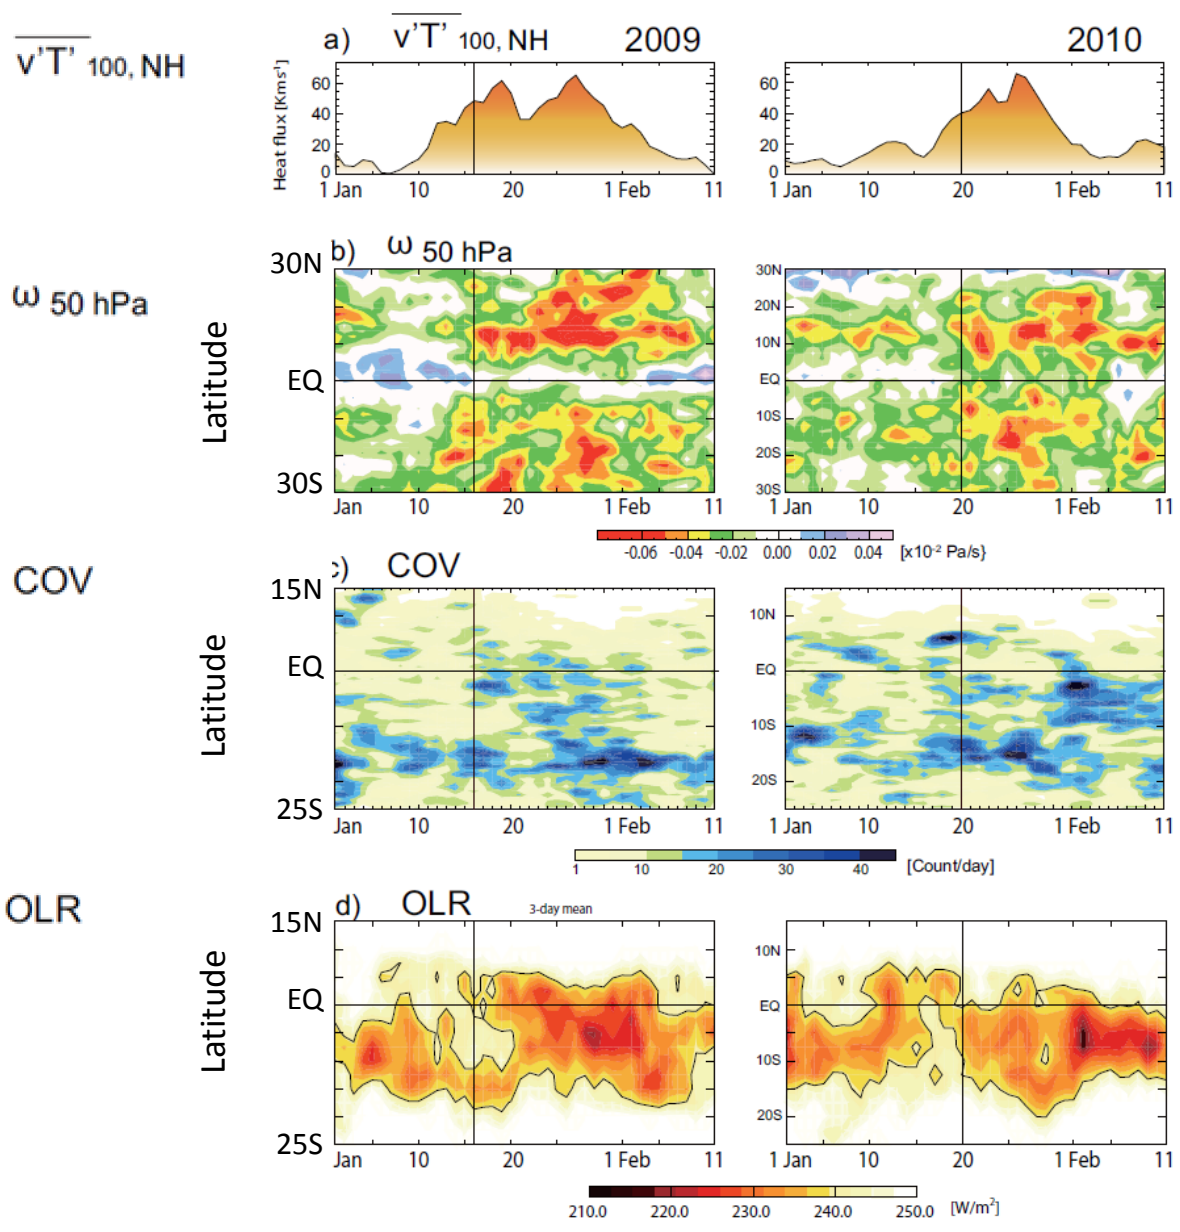 v'T' 100, NH
a) v'T' 100, NH 2009 2010
Heat flux [Kms⁻¹]
60
40
20
0
1 Jan 10 20 1 Feb 11
1 Jan 10 20 1 Feb 11
ω 50 hPa
b) ω 50 hPa
Latitude
30N
EQ
30S
30N
20N
10N
EQ
10S
20S
30S
Jan 10 20 1 Feb 11
1 Jan 10 20 1 Feb 11
-0.06 -0.04 -0.02 0.00 0.02 0.04 [x10⁻² Pa/s}
COV
c) COV
Latitude
15N
EQ
25S
10N
EQ
10S
20S
Jan 10 20 1 Feb 11
1 Jan 10 20 1 Feb 11
1 10 20 30 40 [Count/day]
OLR
d) OLR 3-day mean
Latitude
15N
EQ
25S
10N
EQ
10S
20S
Jan 10 20 1 Feb 11
1 Jan 10 20 1 Feb 11
210.0 220.0 230.0 240.0 250.0 [W/m²]